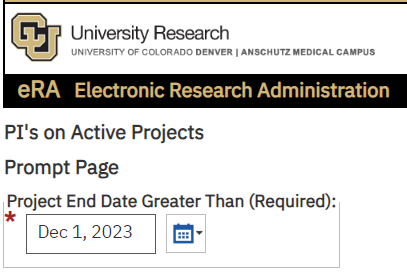 CU
University Research
UNIVERSITY OF COLORADO DENVER | ANSCHUTZ MEDICAL CAMPUS
eRA Electronic Research Administration
PI's on Active Projects
Prompt Page
Project End Date Greater Than (Required):
*
Dec 1, 2023